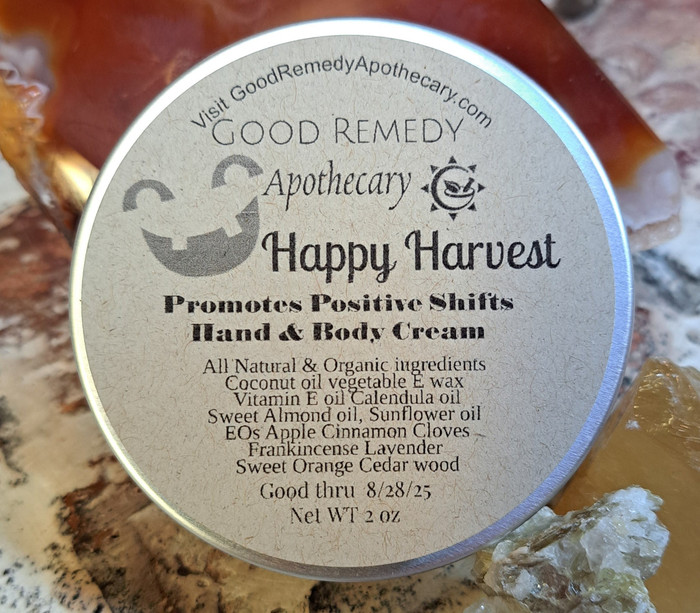 Visit GoodRemedyApothecary.com
Good Remedy
Apothecary
Happy Harvest
Promotes Positive Shifts
Hand & Body Cream
All Natural & Organic ingredients
Coconut oil vegetable E wax
Vitamin E oil Calendula oil
Sweet Almond oil, Sunflower oil
EOs Apple Cinnamon Cloves
Frankincense Lavender
Sweet Orange Cedar wood
Good thru 8/28/25
Net WT 2 oz